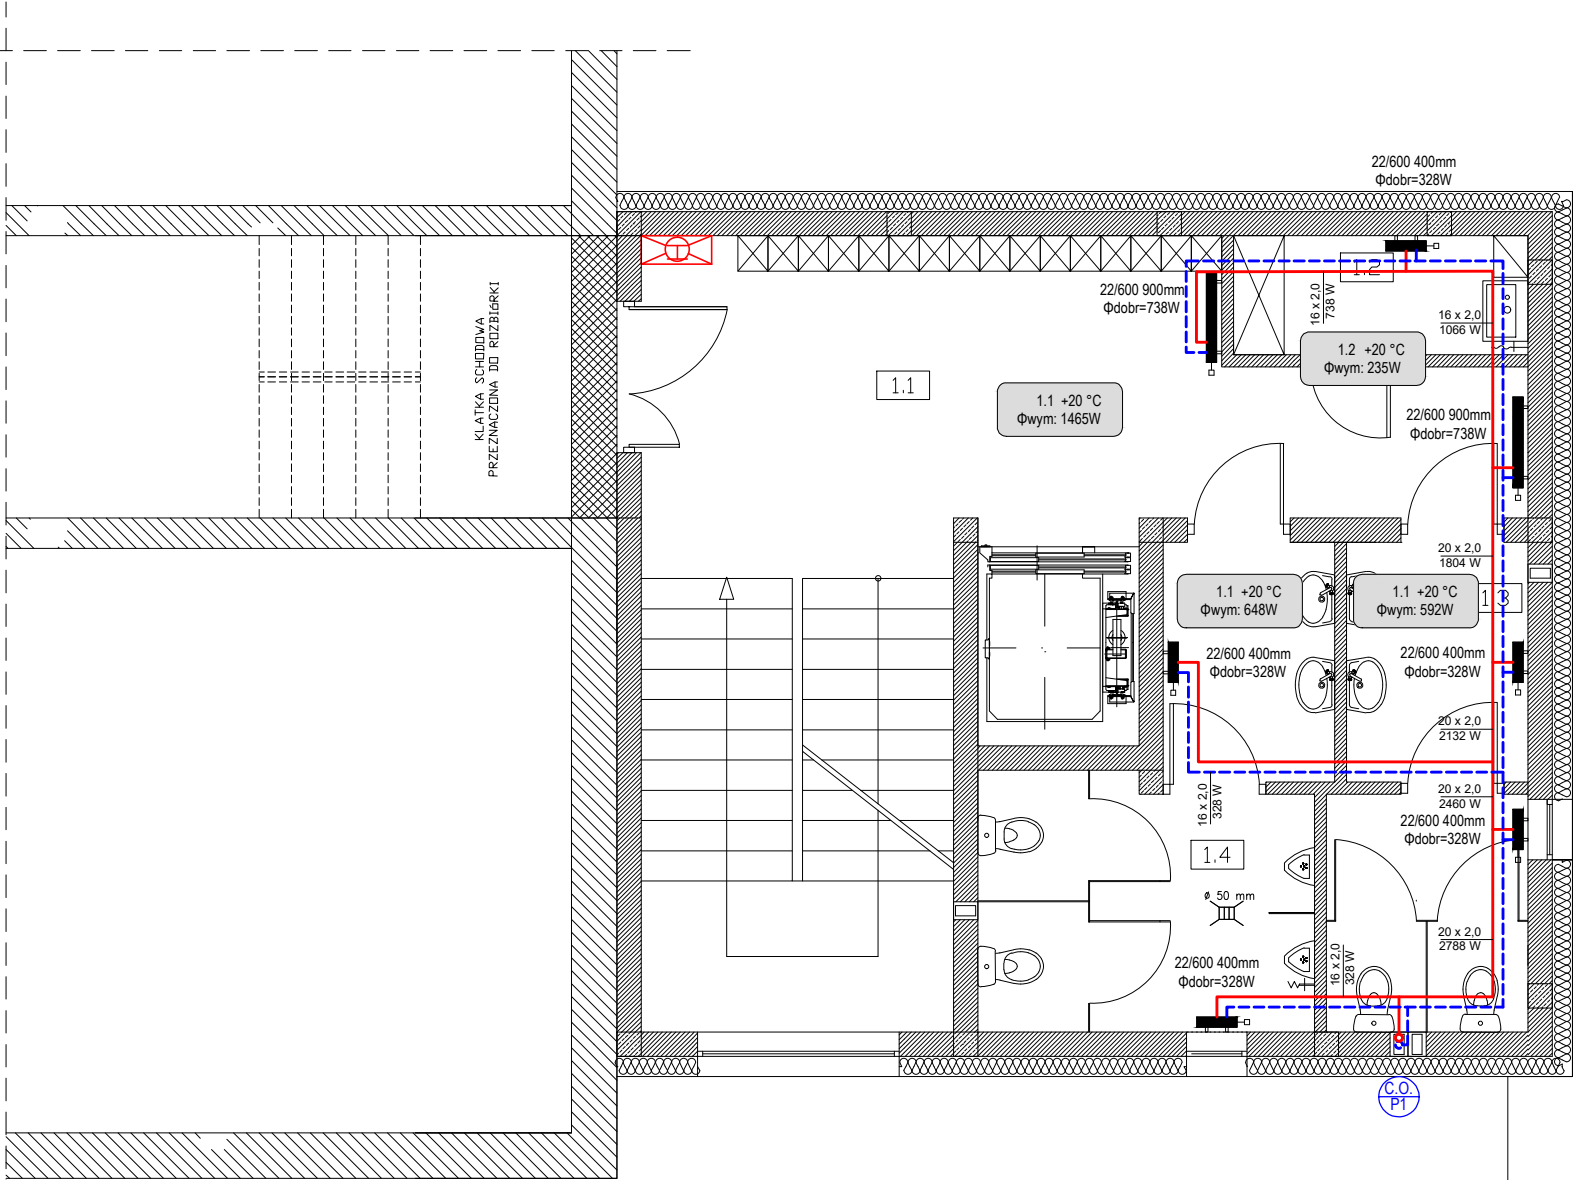 22/600 400mm
Φdobr=328W
22/600 900mm
Φdobr=738W
16 x 2,0
738 W
1.2
16 x 2,0
1066 W
1.2 +20 °C
Φwym: 235W
KLATKA SCHODOWA
PRZEZNACZONA DO ROZBIÓRKI
1.1
1.1 +20 °C
Φwym: 1465W
22/600 900mm
Φdobr=738W
20 x 2,0
1804 W
1.1 +20 °C
Φwym: 648W
1.1 +20 °C
Φwym: 592W
1.3
22/600 400mm
Φdobr=328W
22/600 400mm
Φdobr=328W
20 x 2,0
2132 W
16 x 2,0
328 W
20 x 2,0
2460 W
22/600 400mm
Φdobr=328W
1.4
ø 50 mm
20 x 2,0
2788 W
22/600 400mm
Φdobr=328W
16 x 2,0
328 W
C.O.
P1